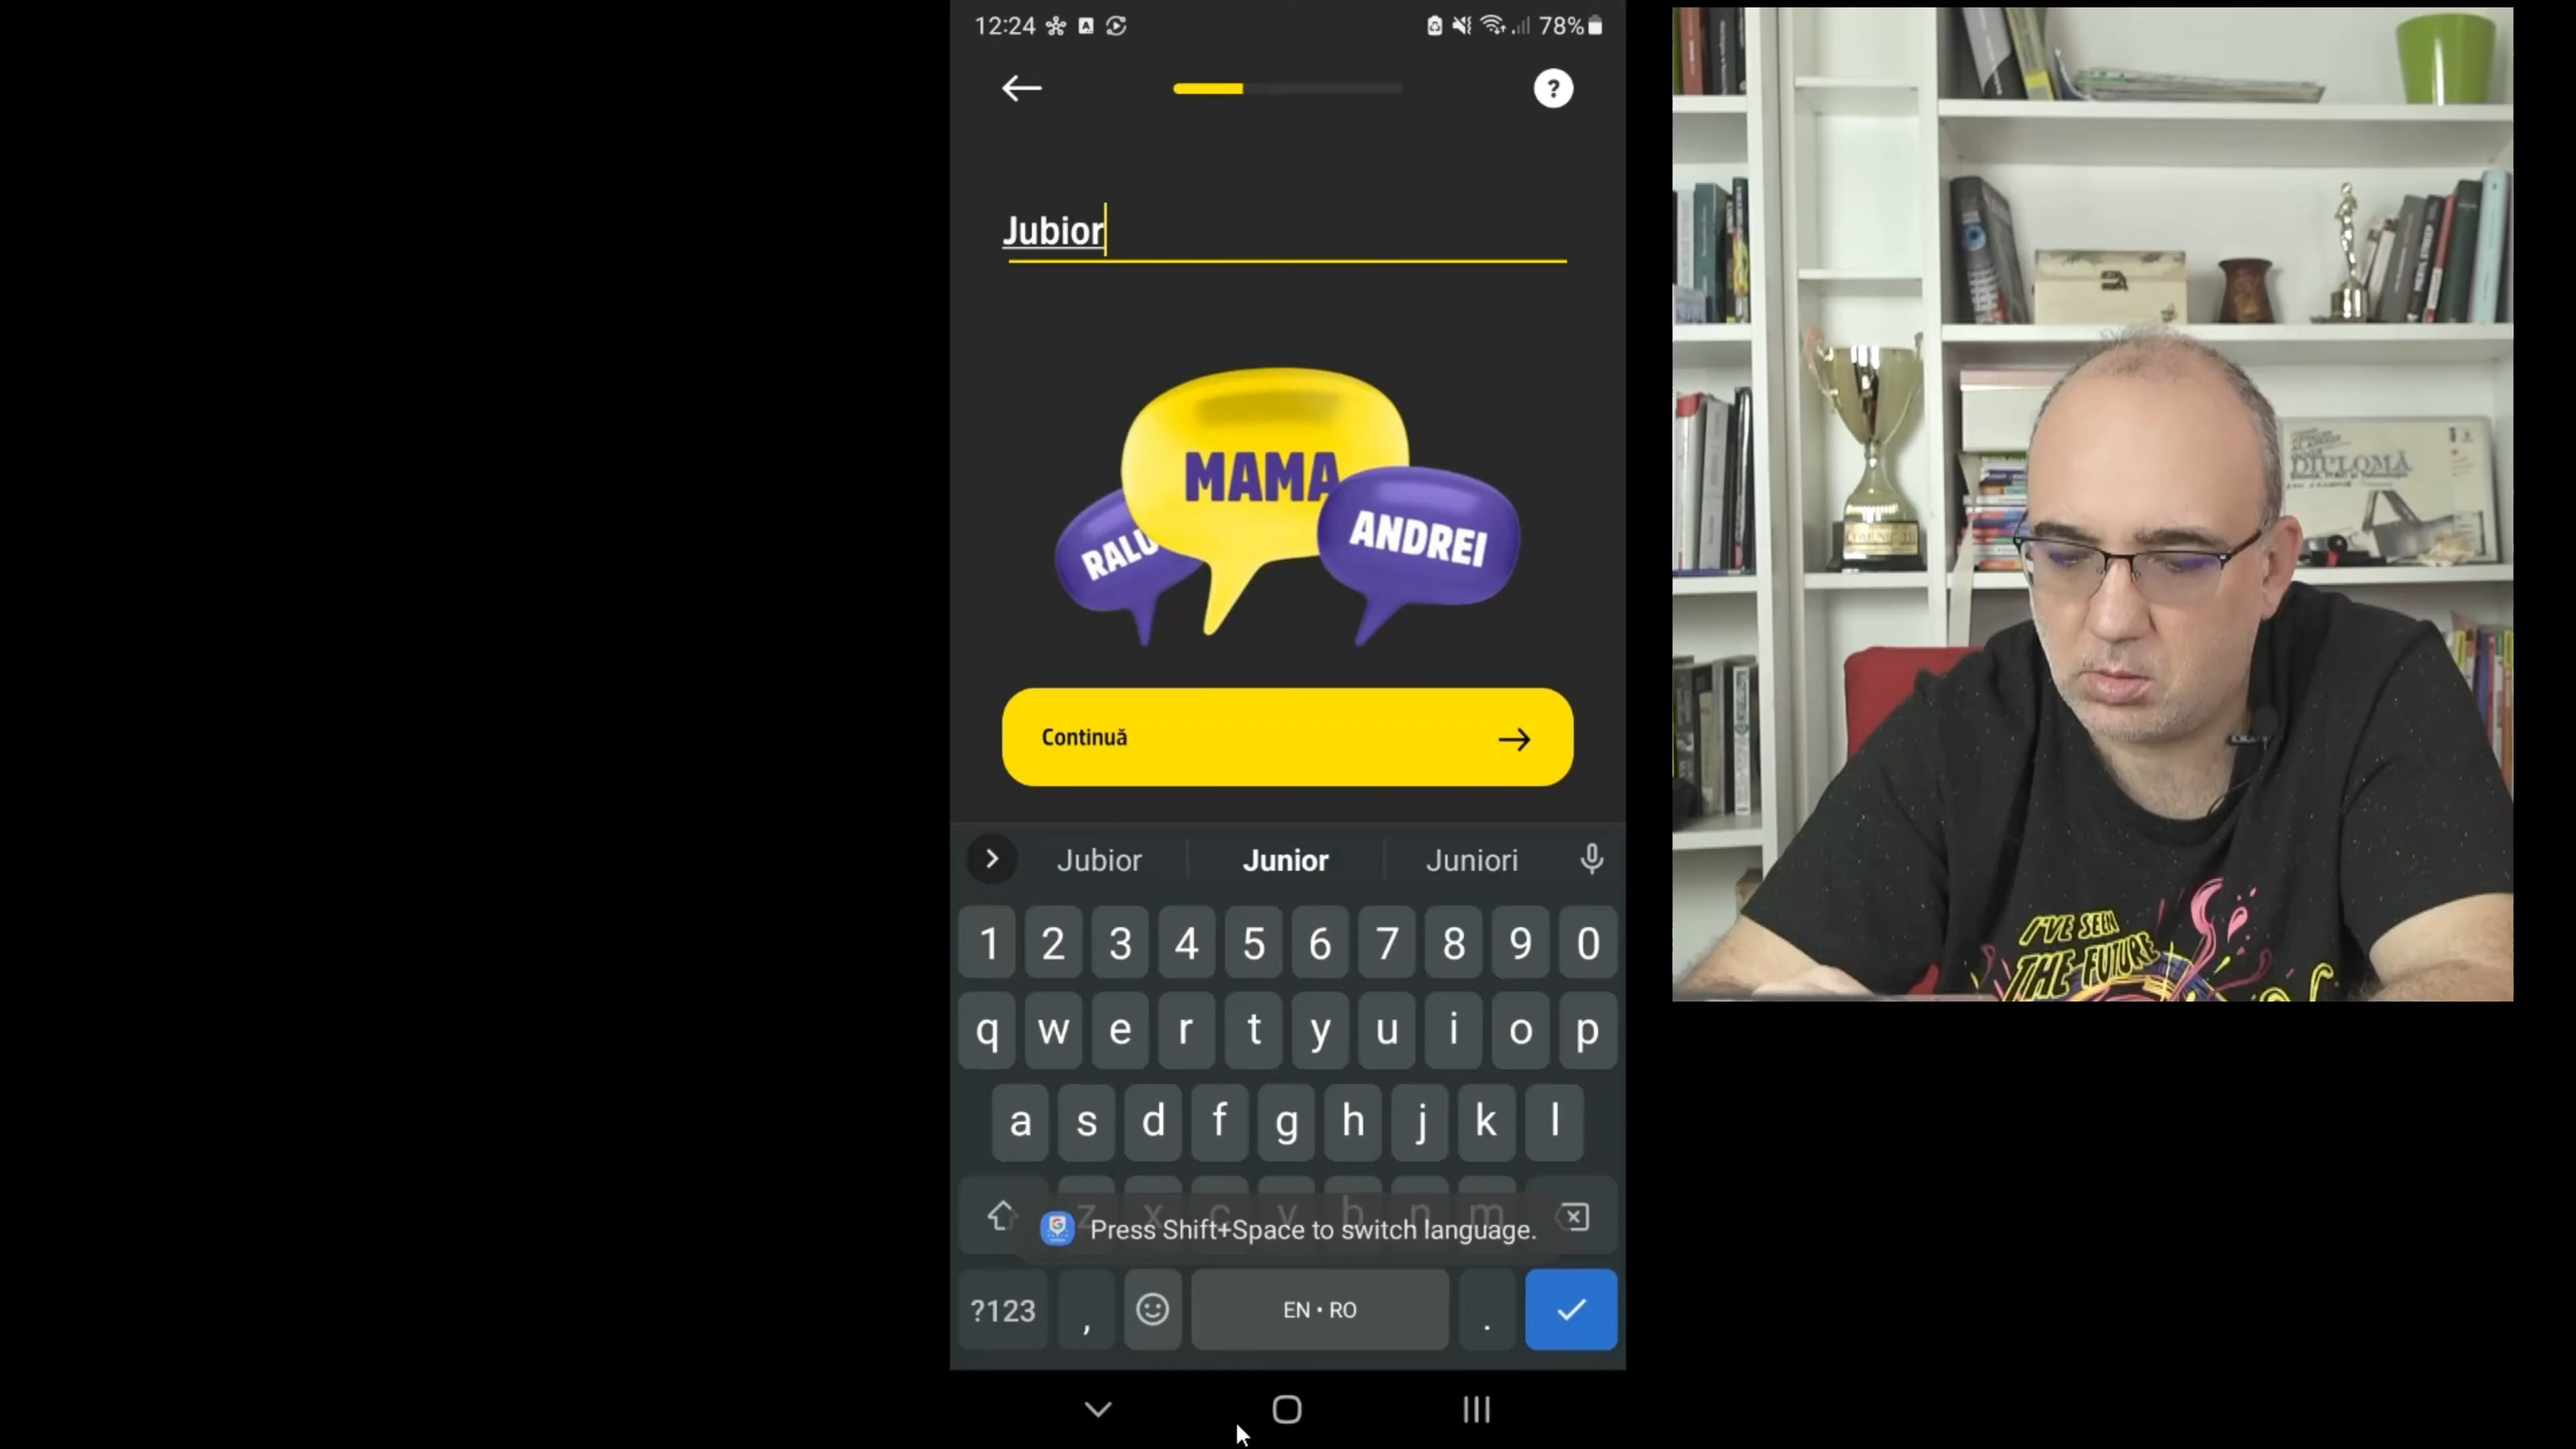 12:24
78%
?
Jubior
MAMA
RALU
ANDREI
Continuă
Jubior Junior Juniori
1 2 3 4 5 6 7 8 9 0
q w e r t y u i o p
a s d f g h j k l
z x c v b n m
Press Shift+Space to switch language.
?123 , EN • RO .
DIPLOMĂ
I'VE SEEN
THE FUTURE